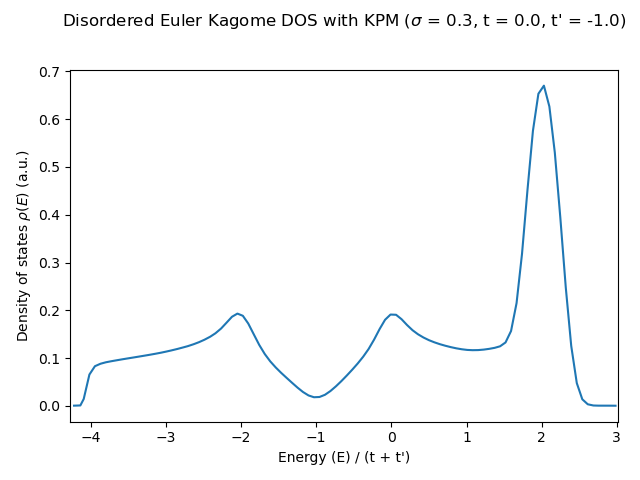 Disordered Euler Kagome DOS with KPM (σ = 0.3, t = 0.0, t' = -1.0)
0.7
0.6
0.5
0.4
0.3
0.2
0.1
0.0
Density of states ρ(E) (a.u.)
−4 −3 −2 −1 0 1 2 3
Energy (E) / (t + t')